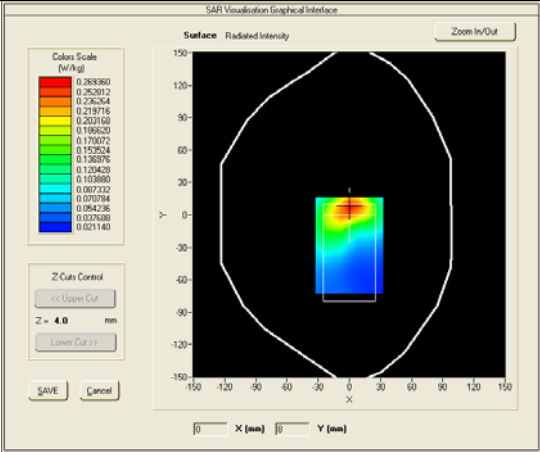 SAR Visualisation Graphical Interface
Surface Radiated Intensity
Zoom In/Out
Colors Scale
(W/kg)
0.269360
0.252812
0.236264
0.219716
0.203168
0.186620
0.170072
0.153524
0.136976
0.120428
0.103880
0.087332
0.070784
0.054236
0.037688
0.021140
Z-Cuts Control
<< Upper Cut
Z = 4.0 mm
Lower Cut >>
SAVE Cancel
150
120
90
60
30
0
-30
-60
-90
-120
-150
Y
-150 -120 -90 -60 -30 0 30 60 90 120 150
X
0 X (mm) 8 Y (mm)